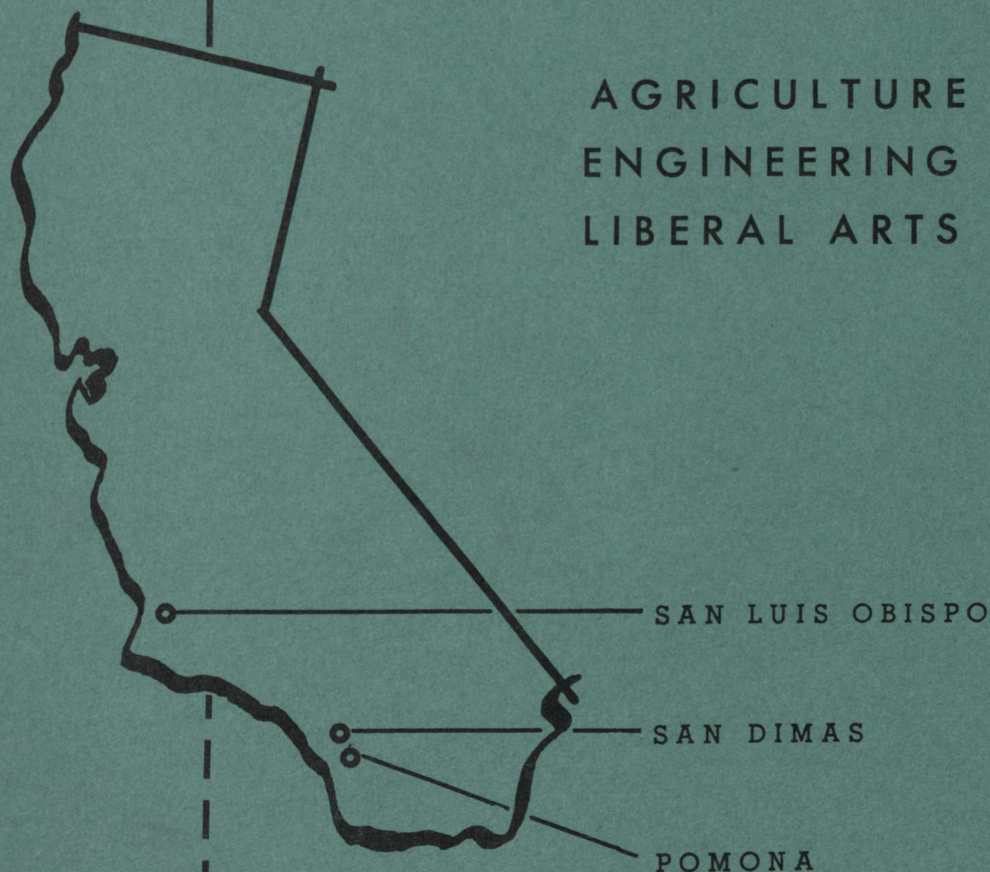 AGRICULTURE
ENGINEERING
LIBERAL ARTS
SAN LUIS OBISPO
SAN DIMAS
POMONA